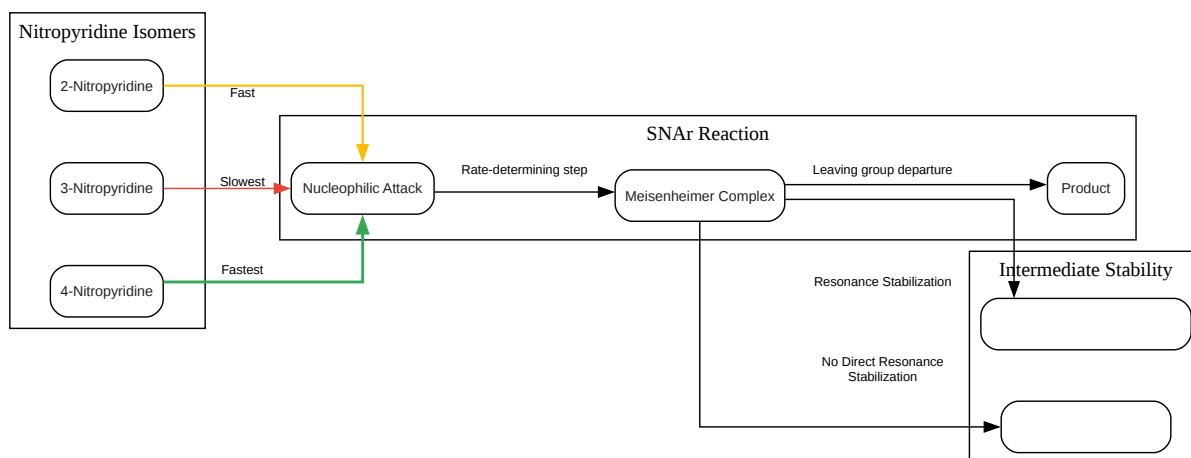 Nitropyridine Isomers
2-Nitropyridine
Fast
SNAr Reaction
3-Nitropyridine
Slowest
Nucleophilic Attack
Rate-determining step
Meisenheimer Complex
Leaving group departure
Product
4-Nitropyridine
Fastest
Intermediate Stability
Resonance Stabilization
No Direct Resonance
Stabilization